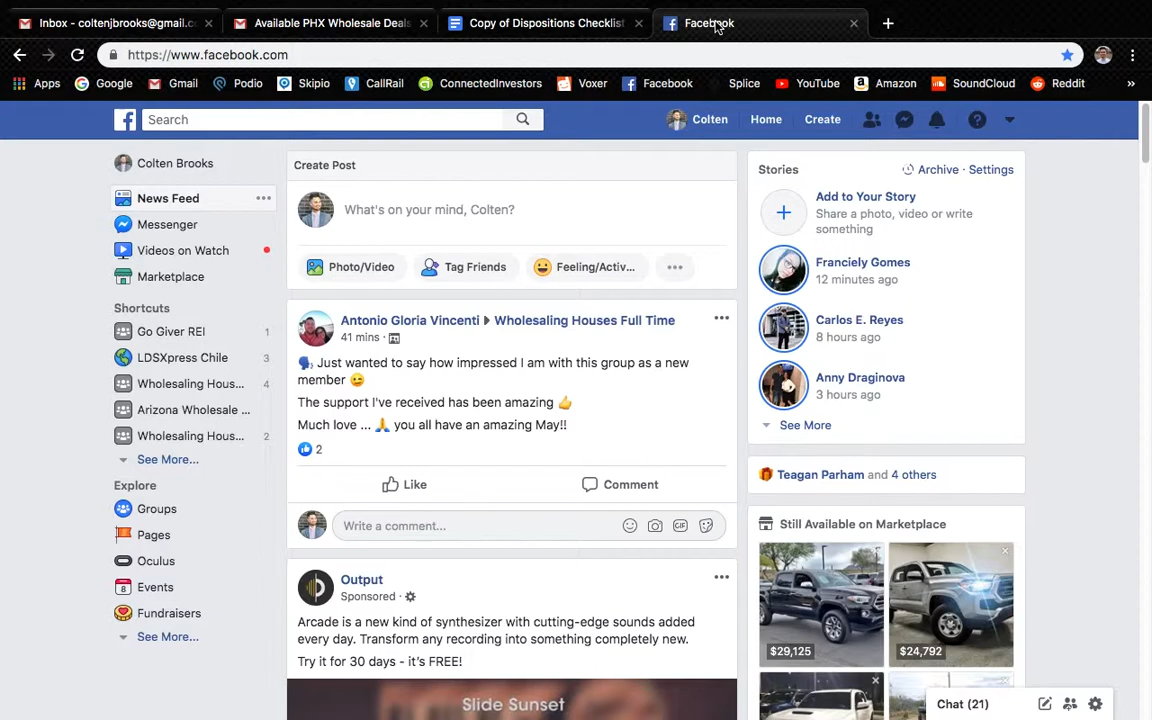 Inbox - coltenjbrooks@gmail.c
Available PHX Wholesale Deals
Copy of Dispositions Checklist
Facebook
https://www.facebook.com
Apps
Google
Gmail
Podio
Skipio
CallRail
ConnectedInvestors
Voxer
Facebook
Splice
YouTube
Amazon
SoundCloud
Reddit
»
Search
Colten
Home
Create
Colten Brooks
News Feed
Messenger
Videos on Watch
Marketplace
Shortcuts
Go Giver REI 1
LDSXpress Chile 3
Wholesaling Hous... 4
Arizona Wholesale ...
Wholesaling Hous... 2
See More...
Explore
Groups
Pages
Oculus
Events
Fundraisers
See More...
Create Post
What's on your mind, Colten?
Photo/Video
Tag Friends
Feeling/Activ...
Antonio Gloria Vincenti ▸ Wholesaling Houses Full Time
41 mins ·
🗣 Just wanted to say how impressed I am with this group as a new
member 😉
The support I've received has been amazing 👍
Much love ... 🙏 you all have an amazing May!!
2
Like
Comment
Write a comment...
GIF
Output
Sponsored ·
Arcade is a new kind of synthesizer with cutting-edge sounds added
every day. Transform any recording into something completely new.
Try it for 30 days - it's FREE!
Slide Sunset
Stories
Archive · Settings
Add to Your Story
Share a photo, video or write
something
Franciely Gomes
12 minutes ago
Carlos E. Reyes
8 hours ago
Anny Draginova
3 hours ago
See More
Teagan Parham and 4 others
Still Available on Marketplace
$29,125
$24,792
Chat (21)